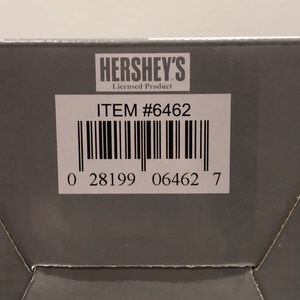 HERSHEY'S
Licensed Product
ITEM #6462
0 28199 06462 7